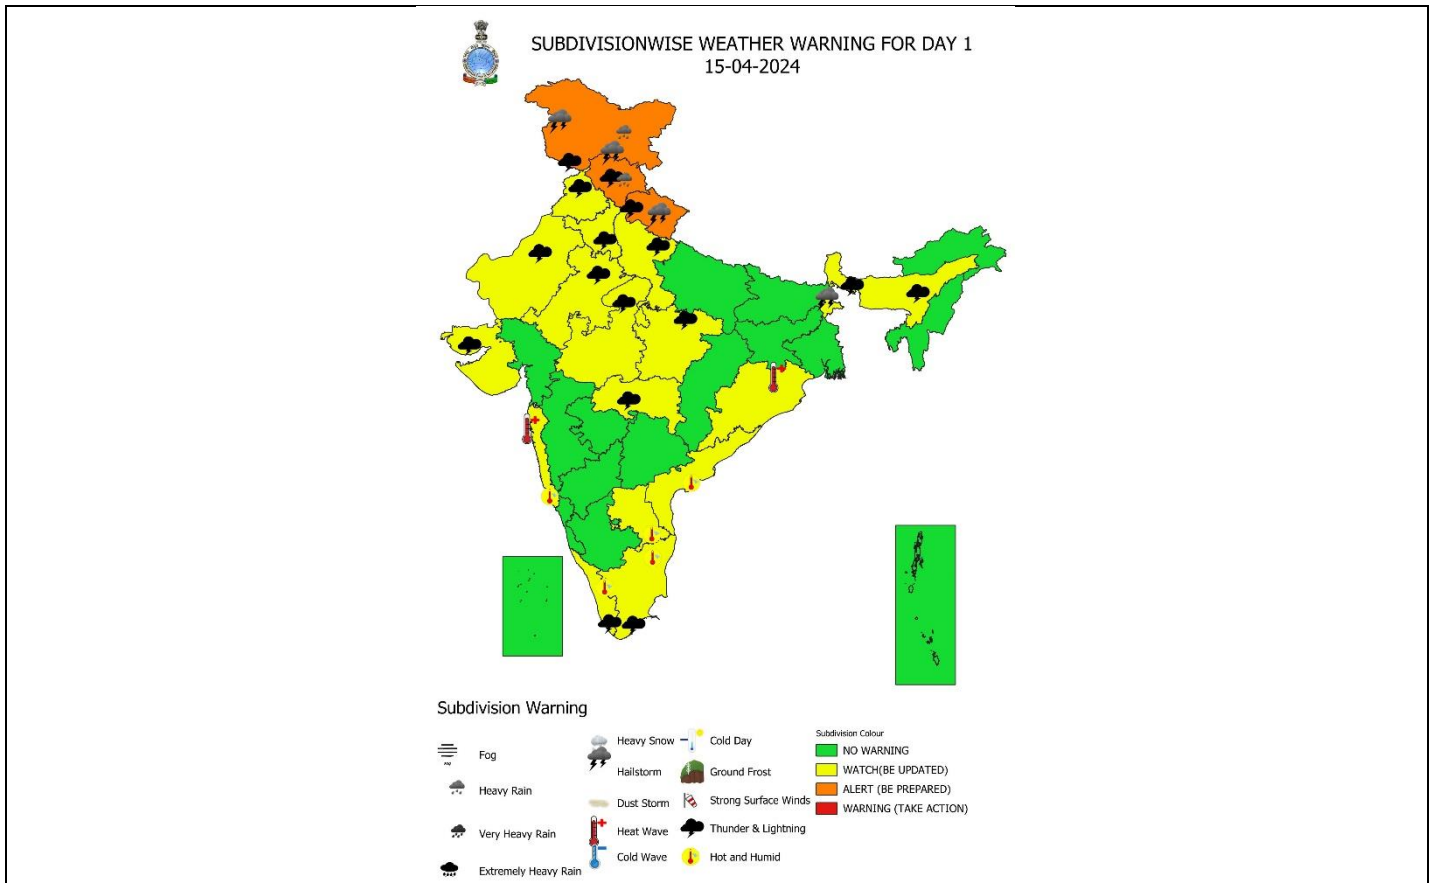 SUBDIVISIONWISE WEATHER WARNING FOR DAY 1
15-04-2024
Subdivision Warning
Fog
Heavy Rain
Very Heavy Rain
Extremely Heavy Rain
Heavy Snow
Hailstorm
Dust Storm
Heat Wave
Cold Wave
Cold Day
Ground Frost
Strong Surface Winds
Thunder & Lightning
Hot and Humid
Subdivision Colour
NO WARNING
WATCH(BE UPDATED)
ALERT (BE PREPARED)
WARNING (TAKE ACTION)